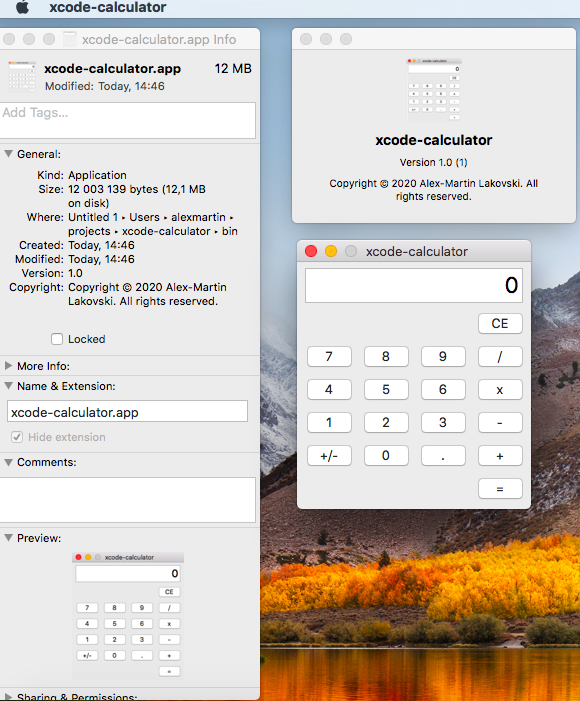 xcode-calculator
xcode-calculator.app Info
xcode-calculator.app 12 MB
Modified: Today, 14:46
Add Tags...
General:
Kind: Application
Size: 12 003 139 bytes (12,1 MB
on disk)
Where: Untitled 1 ▸ Users ▸ alexmartin ▸
projects ▸ xcode-calculator ▸ bin
Created: Today, 14:46
Modified: Today, 14:46
Version: 1.0
Copyright: Copyright © 2020 Alex-Martin
Lakovski. All rights reserved.
Locked
More Info:
Name & Extension:
xcode-calculator.app
Hide extension
Comments:
Preview:
xcode-calculator
0
CE
7 8 9 /
4 5 6 x
1 2 3 -
+/- 0 . +
=
Sharing & Permissions:
xcode-calculator
Version 1.0 (1)
Copyright © 2020 Alex-Martin Lakovski. All
rights reserved.
xcode-calculator
0
CE
7 8 9 /
4 5 6 x
1 2 3 -
+/- 0 . +
=